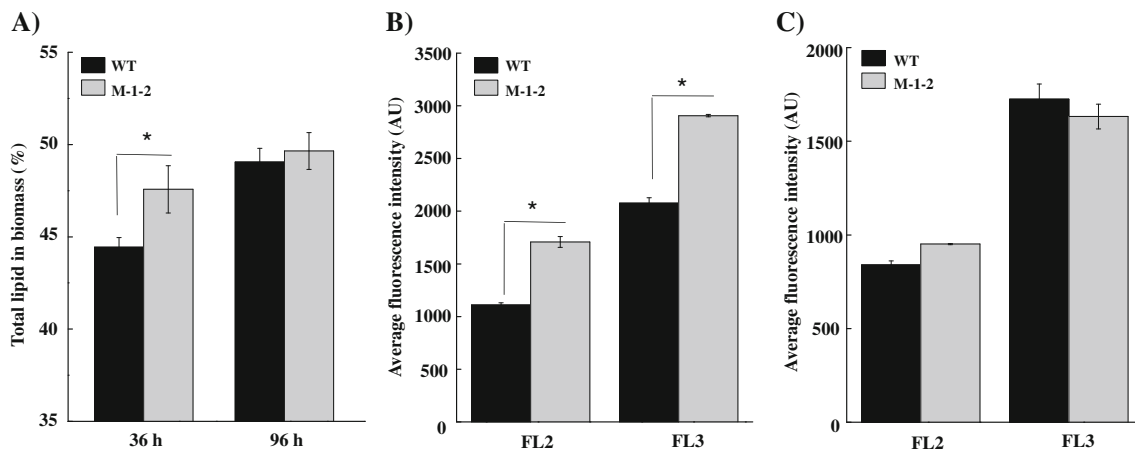 A)
Total lipid in biomass (%)
55
50
45
40
35
WT
M-1-2
*
36 h
96 h
B)
Average fluorescence intensity (AU)
3500
3000
2500
2000
1500
1000
500
0
WT
M-1-2
*
*
FL2
FL3
C)
Average fluorescence intensity (AU)
2000
1500
1000
500
0
WT
M-1-2
FL2
FL3